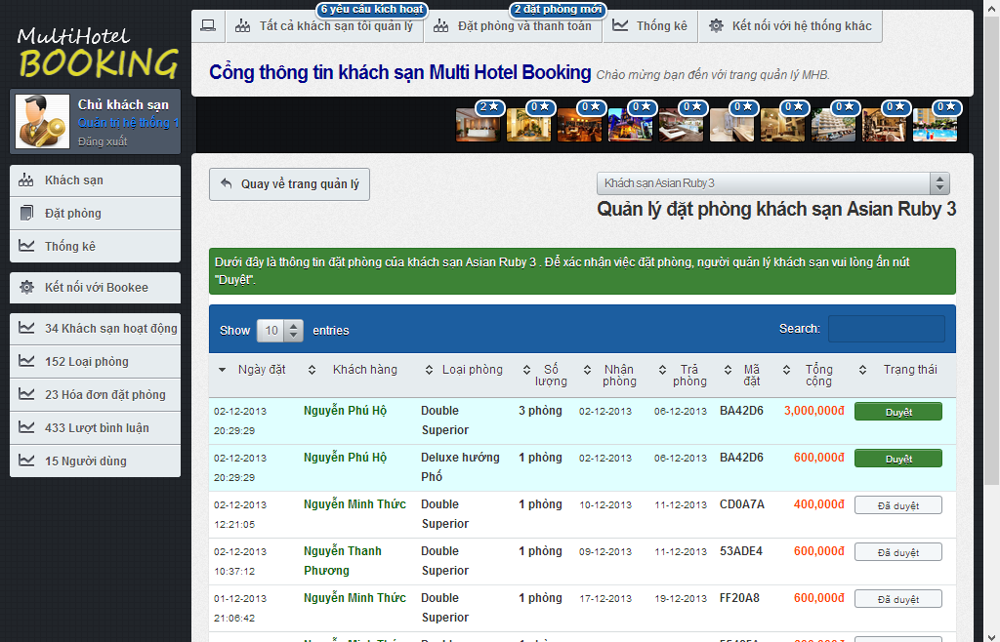 MultiHotel
BOOKING
Chủ khách sạn
Quản trị hệ thống 1
Đăng xuất
Khách sạn
Đặt phòng
Thống kê
Kết nối với Bookee
34 Khách sạn hoạt động
152 Loại phòng
23 Hóa đơn đặt phòng
433 Lượt bình luận
15 Người dùng
6 yêu cầu kích hoạt
2 đặt phòng mới
Tất cả khách sạn tôi quản lý
Đặt phòng và thanh toán
Thống kê
Kết nối với hệ thống khác
Cổng thông tin khách sạn Multi Hotel Booking Chào mừng bạn đến với trang quản lý MHB.
2 ★ 0 ★ 0 ★ 0 ★ 0 ★ 0 ★ 0 ★ 0 ★ 0 ★ 0 ★
Quay về trang quản lý
Khách sạn Asian Ruby 3
Quản lý đặt phòng khách sạn Asian Ruby 3
Dưới đây là thông tin đặt phòng của khách sạn Asian Ruby 3 . Để xác nhận việc đặt phòng, người quản lý khách sạn vui lòng ấn nút
"Duyệt".
Show 10 entries Search:
Ngày đặt Khách hàng Loại phòng Số lượng Nhận phòng Trả phòng Mã đặt Tổng cộng Trạng thái
02-12-2013 Nguyễn Phú Hộ Double 3 phòng 02-12-2013 06-12-2013 BA42D6 3,000,000đ Duyệt
20:29:29 Superior
02-12-2013 Nguyễn Phú Hộ Deluxe hướng 1 phòng 02-12-2013 06-12-2013 BA42D6 600,000đ Duyệt
20:29:29 Phố
02-12-2013 Nguyễn Minh Thức Double 1 phòng 10-12-2013 11-12-2013 CD0A7A 400,000đ Đã duyệt
12:21:05 Superior
02-12-2013 Nguyễn Thanh Double 1 phòng 09-12-2013 11-12-2013 53ADE4 600,000đ Đã duyệt
10:37:12 Phương Superior
01-12-2013 Nguyễn Minh Thức Double 1 phòng 17-12-2013 19-12-2013 FF20A8 600,000đ Đã duyệt
21:06:42 Superior